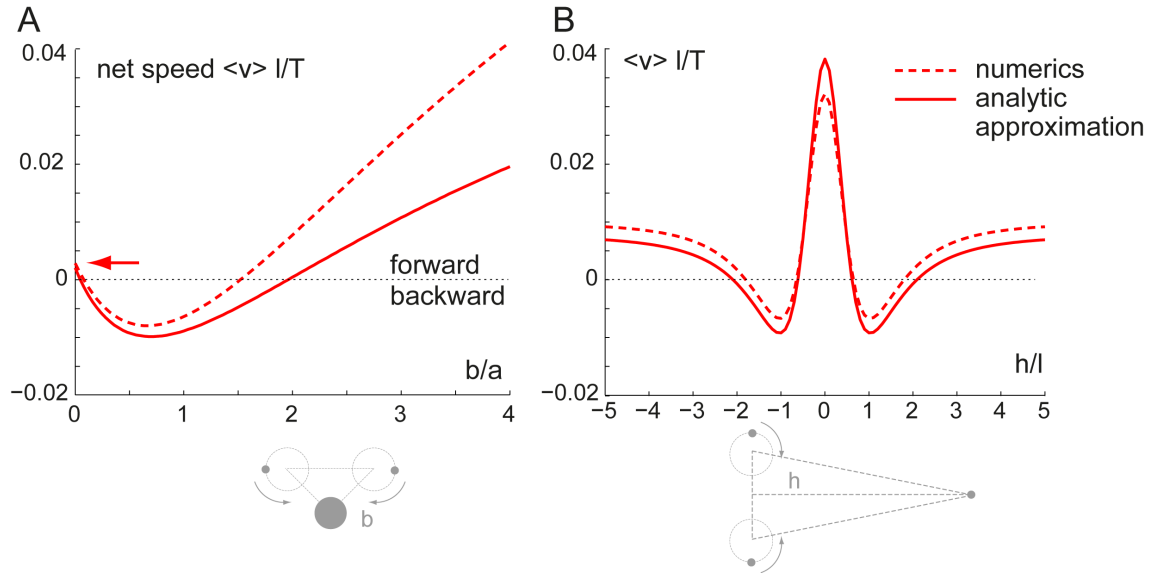 A
0.04
net speed <v> l/T
0.02
0
forward
backward
b/a
−0.02
0
1
2
3
4
b
B
0.04
<v> l/T
numerics
analytic
approximation
0.02
0
h/l
−0.02
−5
−4
−3
−2
−1
0
1
2
3
4
5
h